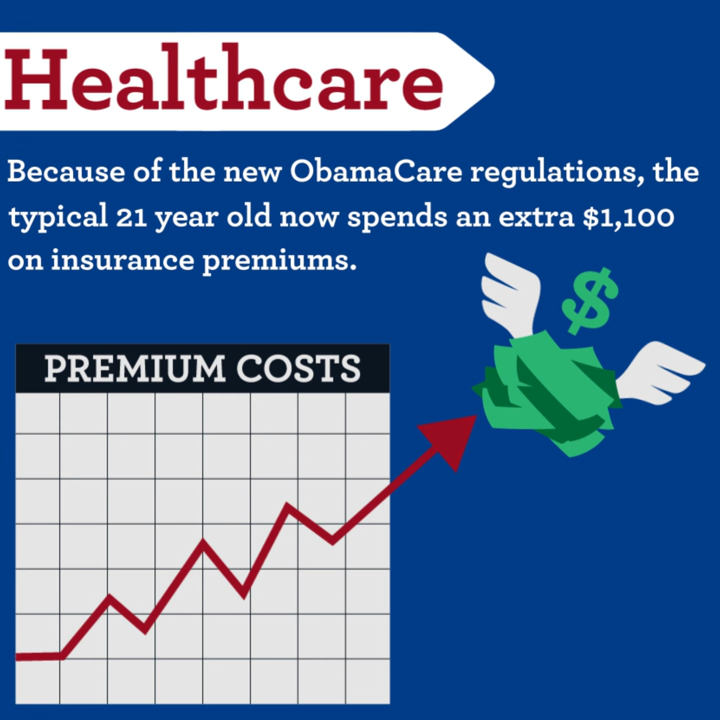 Healthcare
Because of the new ObamaCare regulations, the
typical 21 year old now spends an extra $1,100
on insurance premiums.
$
PREMIUM COSTS